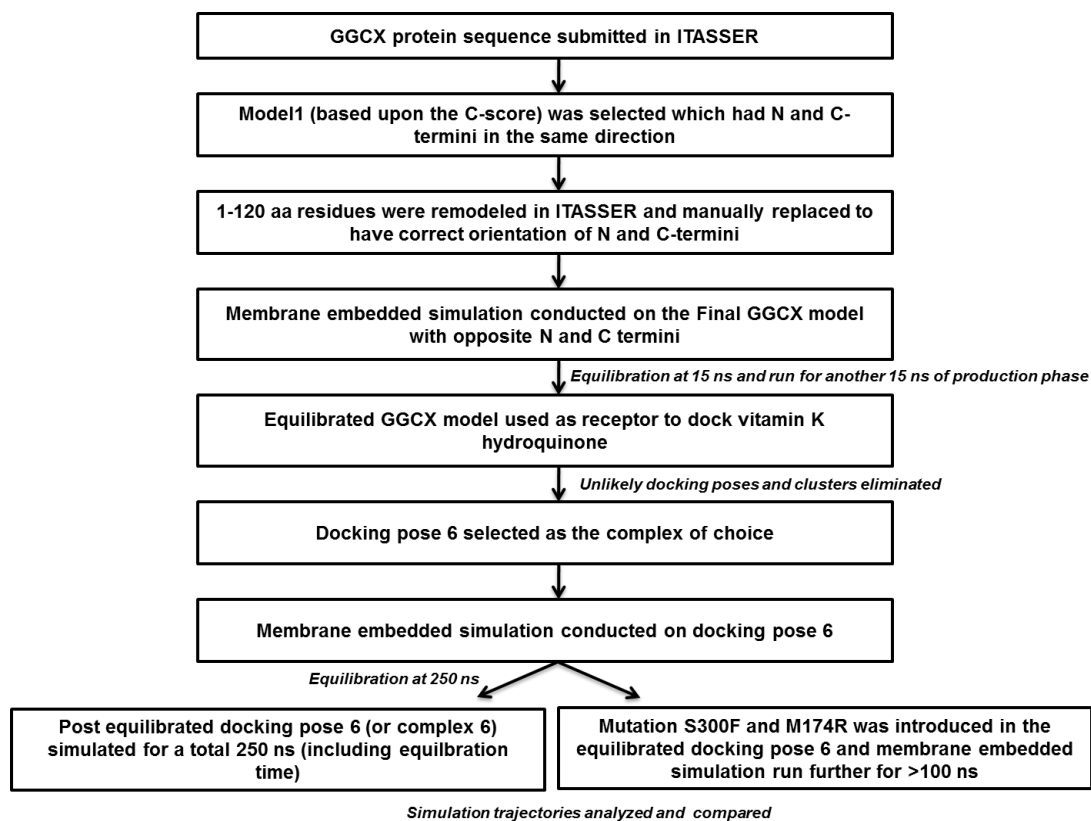 GGCX protein sequence submitted in ITASSER
Model1 (based upon the C-score) was selected which had N and C-
termini in the same direction
1-120 aa residues were remodeled in ITASSER and manually replaced to
have correct orientation of N and C-termini
Membrane embedded simulation conducted on the Final GGCX model
with opposite N and C termini
Equilibration at 15 ns and run for another 15 ns of production phase
Equilibrated GGCX model used as receptor to dock vitamin K
hydroquinone
Unlikely docking poses and clusters eliminated
Docking pose 6 selected as the complex of choice
Membrane embedded simulation conducted on docking pose 6
Equilibration at 250 ns
Post equilibrated docking pose 6 (or complex 6)
simulated for a total 250 ns (including equilbration
time)
Mutation S300F and M174R was introduced in the
equilibrated docking pose 6 and membrane embedded
simulation run further for >100 ns
Simulation trajectories analyzed and compared